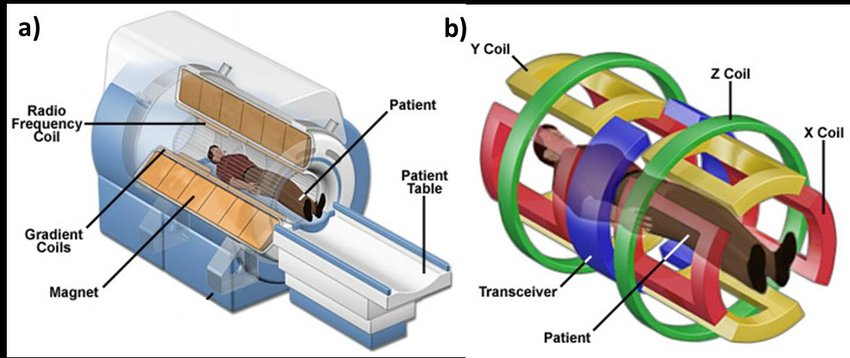 a)
Radio
Frequency
Coil
Patient
Patient
Table
Gradient
Coils
Magnet
b)
Y Coil
Z Coil
X Coil
Transceiver
Patient